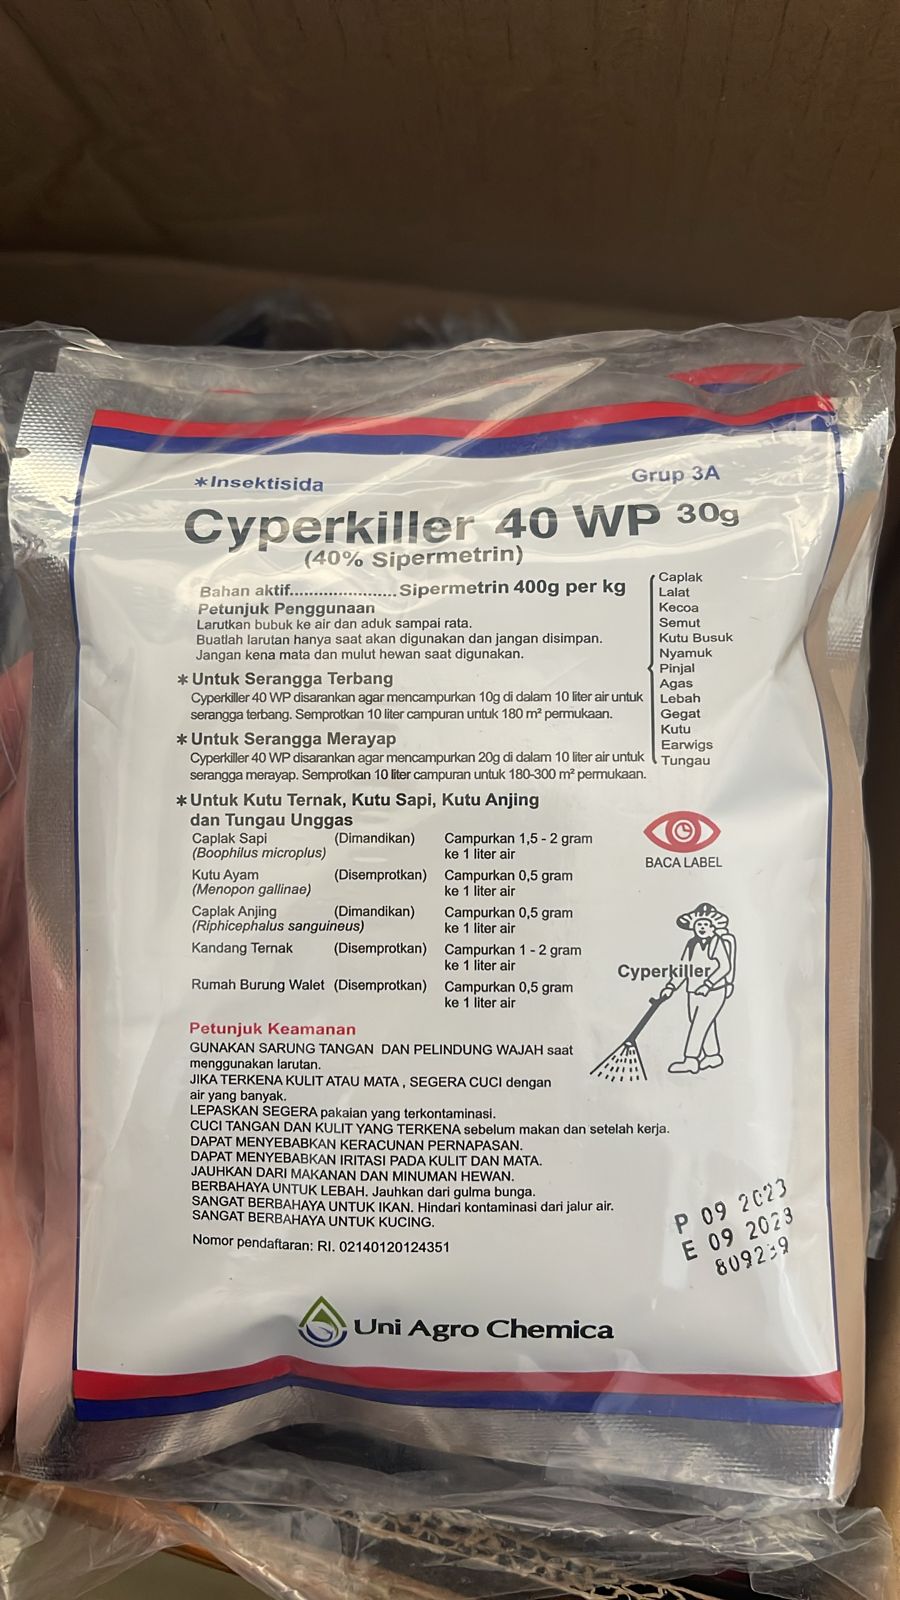 *Insektisida
Grup 3A
Cyperkiller 40 WP 30g
(40% Sipermetrin)
Bahan aktif......................Sipermetrin 400g per kg
Petunjuk Penggunaan
Larutkan bubuk ke air dan aduk sampai rata.
Buatlah larutan hanya saat akan digunakan dan jangan disimpan.
Jangan kena mata dan mulut hewan saat digunakan.
Caplak
Lalat
Kecoa
Semut
Kutu Busuk
Nyamuk
Pinjal
Agas
Lebah
Gegat
Kutu
Earwigs
Tungau
* Untuk Serangga Terbang
Cyperkiller 40 WP disarankan agar mencampurkan 10g di dalam 10 liter air untuk
serangga terbang. Semprotkan 10 liter campuran untuk 180 m² permukaan.
* Untuk Serangga Merayap
Cyperkiller 40 WP disarankan agar mencampurkan 20g di dalam 10 liter air untuk
serangga merayap. Semprotkan 10 liter campuran untuk 180-300 m² permukaan.
* Untuk Kutu Ternak, Kutu Sapi, Kutu Anjing
dan Tungau Unggas
Caplak Sapi (Dimandikan) Campurkan 1,5 - 2 gram
(Boophilus microplus) ke 1 liter air
Kutu Ayam (Disemprotkan) Campurkan 0,5 gram
(Menopon gallinae) ke 1 liter air
Caplak Anjing (Dimandikan) Campurkan 0,5 gram
(Riphicephalus sanguineus) ke 1 liter air
Kandang Ternak (Disemprotkan) Campurkan 1 - 2 gram
ke 1 liter air
Rumah Burung Walet (Disemprotkan) Campurkan 0,5 gram
ke 1 liter air
BACA LABEL
Cyperkiller
Petunjuk Keamanan
GUNAKAN SARUNG TANGAN DAN PELINDUNG WAJAH saat
menggunakan larutan.
JIKA TERKENA KULIT ATAU MATA , SEGERA CUCI dengan
air yang banyak.
LEPASKAN SEGERA pakaian yang terkontaminasi.
CUCI TANGAN DAN KULIT YANG TERKENA sebelum makan dan setelah kerja.
DAPAT MENYEBABKAN KERACUNAN PERNAPASAN.
DAPAT MENYEBABKAN IRITASI PADA KULIT DAN MATA.
JAUHKAN DARI MAKANAN DAN MINUMAN HEWAN.
BERBAHAYA UNTUK LEBAH. Jauhkan dari gulma bunga.
SANGAT BERBAHAYA UNTUK IKAN. Hindari kontaminasi dari jalur air.
SANGAT BERBAHAYA UNTUK KUCING.
Nomor pendaftaran: RI. 02140120124351
P 09 2023
E 09 2028
809239
Uni Agro Chemica